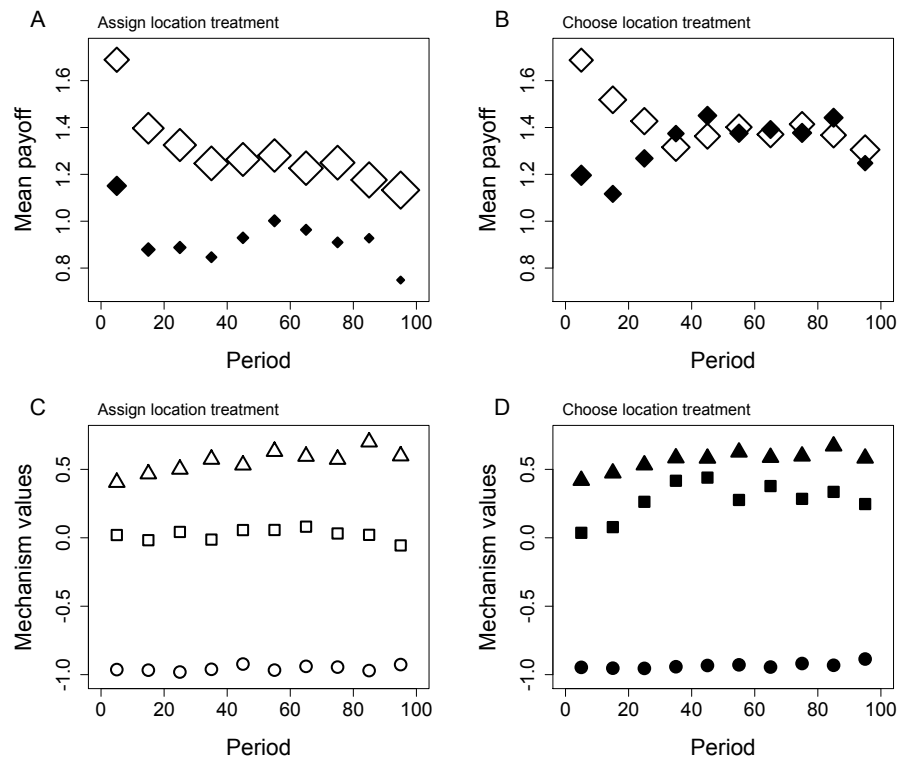 A Assign location treatment
Mean payoff
1.6
1.4
1.2
1.0
0.8
0 20 40 60 80 100
Period
B Choose location treatment
Mean payoff
1.6
1.4
1.2
1.0
0.8
0 20 40 60 80 100
Period
C Assign location treatment
Mechanism values
0.5
0.0
-0.5
-1.0
0 20 40 60 80 100
Period
D Choose location treatment
Mechanism values
0.5
0.0
-0.5
-1.0
0 20 40 60 80 100
Period